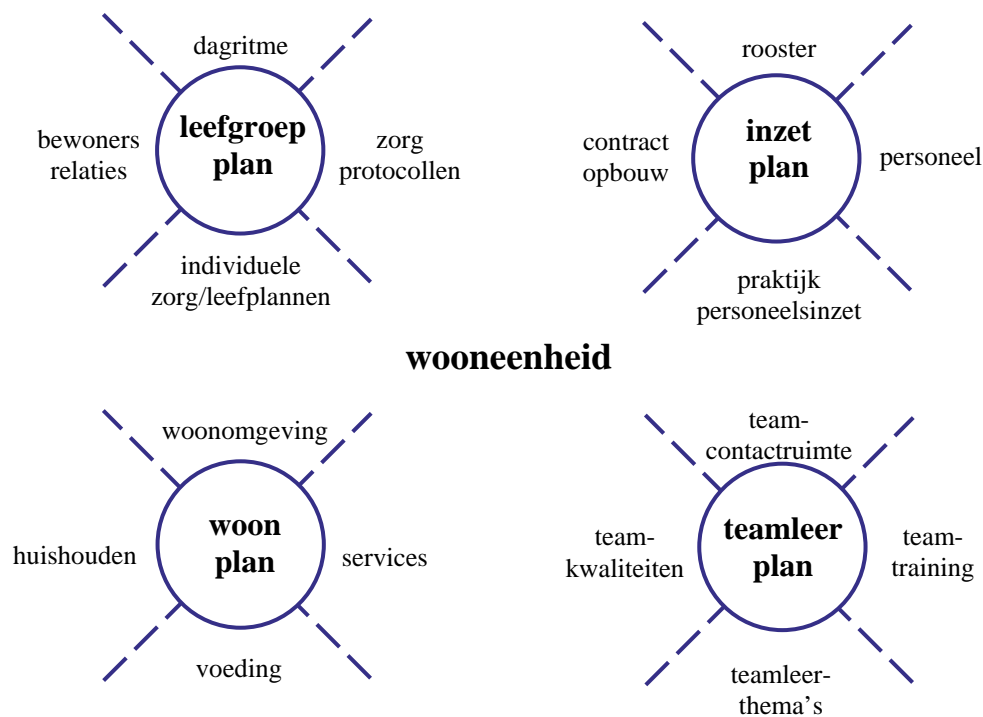 dagritme
leefgroep
plan
bewoners
relaties
zorg
protocollen
individuele
zorg/leefplannen
rooster
inzet
plan
contract
opbouw
personeel
praktijk
personeelsinzet
wooneenheid
woonomgeving
woon
plan
huishouden
services
voeding
team-
contactruimte
teamleer
plan
team-
kwaliteiten
team-
training
teamleer-
thema's